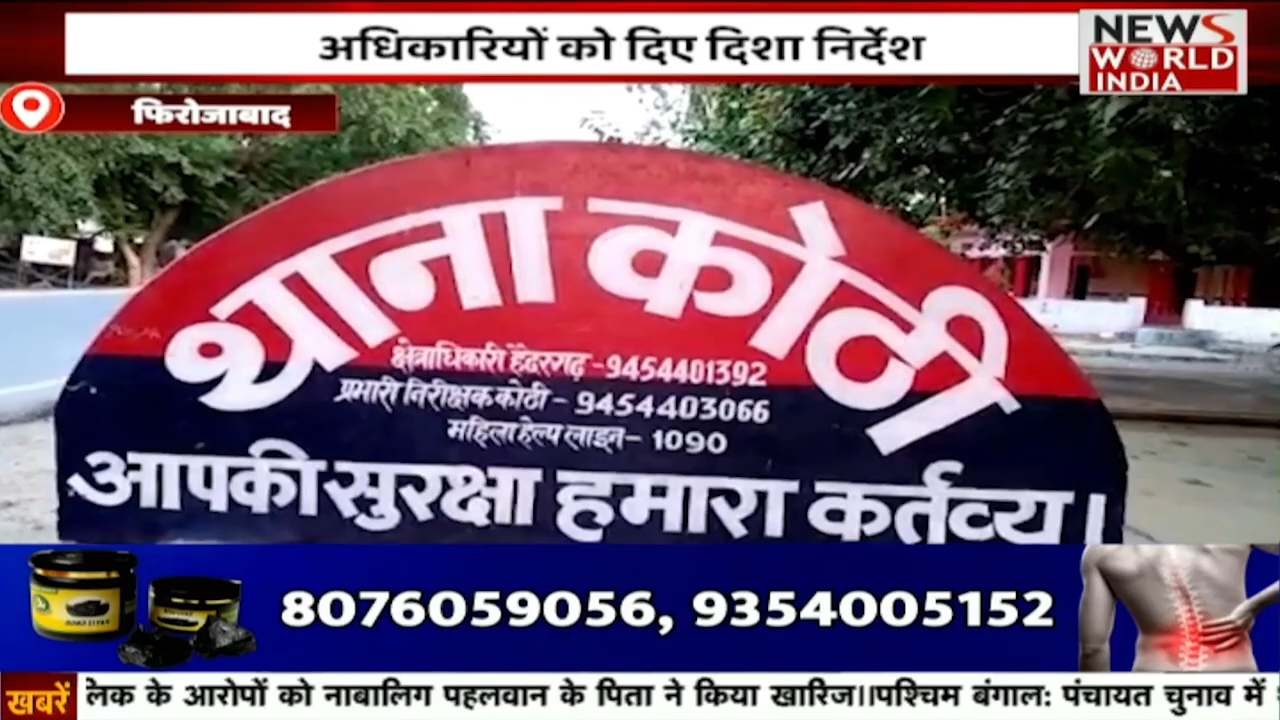 अधिकारियों को दिए दिशा निर्देश
NEWS
WORLD
INDIA
फिरोजाबाद
थाना कोठी
क्षेत्राधिकारी हैदरगढ़ -9454401392
प्रभारी निरीक्षक कोठी - 9454403066
महिला हेल्प लाइन - 1090
आपकी सुरक्षा हमारा कर्तव्य।
8076059056, 9354005152
खबरें
लिक के आरोपों को नाबालिग पहलवान के पिता ने किया खारिज।।पश्चिम बंगाल: पंचायत चुनाव में